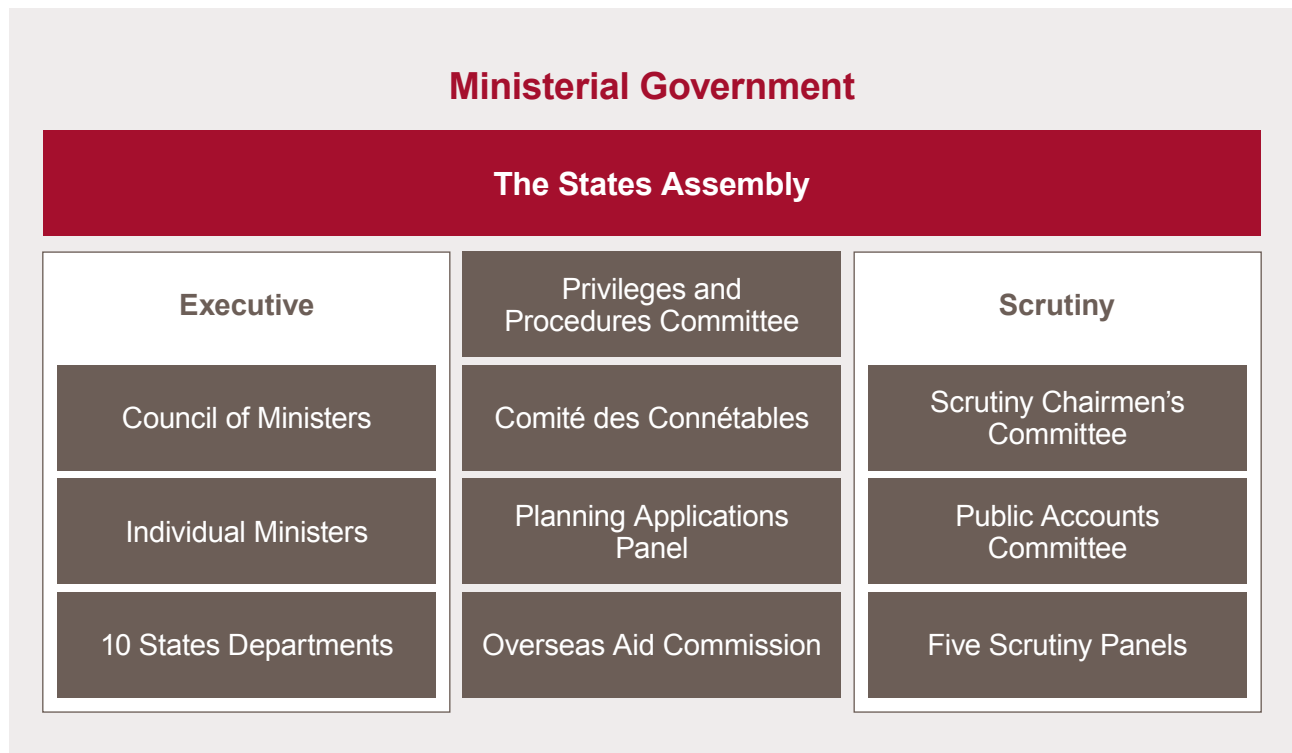 Ministerial Government
The States Assembly
Executive
Council of Ministers
Individual Ministers
10 States Departments
Privileges and
Procedures Committee
Comité des Connétables
Planning Applications
Panel
Overseas Aid Commission
Scrutiny
Scrutiny Chairmen’s
Committee
Public Accounts
Committee
Five Scrutiny Panels